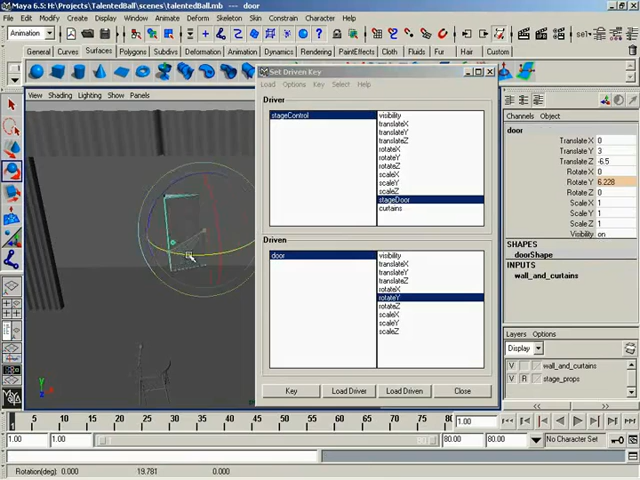 Maya 6.5: H:\Projects\TalentedBall\scenes\talentedBall.mb --- door
Edit Modify Create Display Window Animate Deform Skeleton Skin Constrain Character Help
Animation
sel
General Curves Surfaces Polygons Subdivs Deformation Animation Dynamics Rendering PaintEffects Cloth Fluids Fur Hair Custom
View Shading Lighting Show Panels
Set Driven Key
Load Options Key Select Help
Driver
stageControl
visibility
translateX
translateY
translateZ
rotateX
rotateY
rotateZ
scaleX
scaleY
scaleZ
stageDoor
curtains
Driven
door
visibility
translateX
translateY
translateZ
rotateX
rotateY
rotateZ
scaleX
scaleY
scaleZ
Key Load Driver Load Driven Close
Channels Object
door
Translate X 0
Translate Y 3
Translate Z -6.5
Rotate X 0
Rotate Y 6.228
Rotate Z 0
Scale X 1
Scale Y 1
Scale Z 1
Visibility on
SHAPES
doorShape
INPUTS
wall_and_curtains
Layers Options
Display
V wall_and_curtains
V R stage_props
5 10 15 20 25 30 35 40 45 50 55 60 65 70 75 80 1.00
1.00 1.00 80.00 80.00 No Character Set
Rotation(deg): 0.000 19.781 0.000